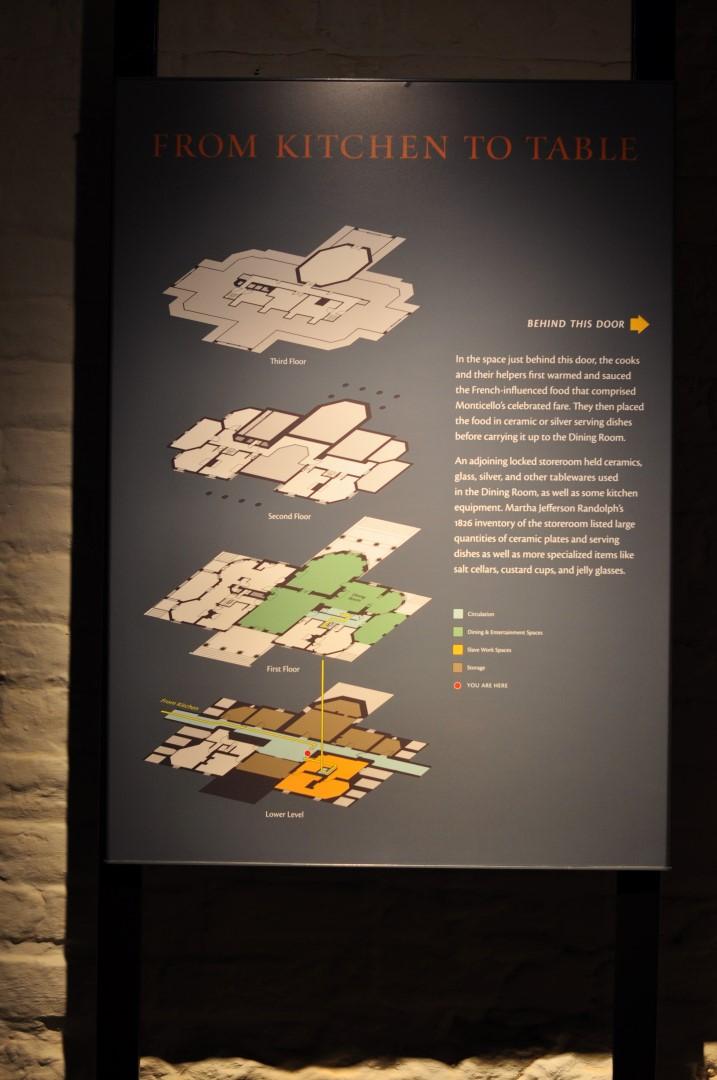 FROM KITCHEN TO TABLE
Third Floor
Second Floor
Dining
Room
First Floor
From Kitchen
Lower Level
BEHIND THIS DOOR
In the space just behind this door, the cooks
and their helpers first warmed and sauced
the French-influenced food that comprised
Monticello's celebrated fare. They then placed
the food in ceramic or silver serving dishes
before carrying it up to the Dining Room.
An adjoining locked storeroom held ceramics,
glass, silver, and other tablewares used
in the Dining Room, as well as some kitchen
equipment. Martha Jefferson Randolph's
1826 inventory of the storeroom listed large
quantities of ceramic plates and serving
dishes as well as more specialized items like
salt cellars, custard cups, and jelly glasses.
Circulation
Dining & Entertainment Spaces
Slave Work Spaces
Storage
YOU ARE HERE